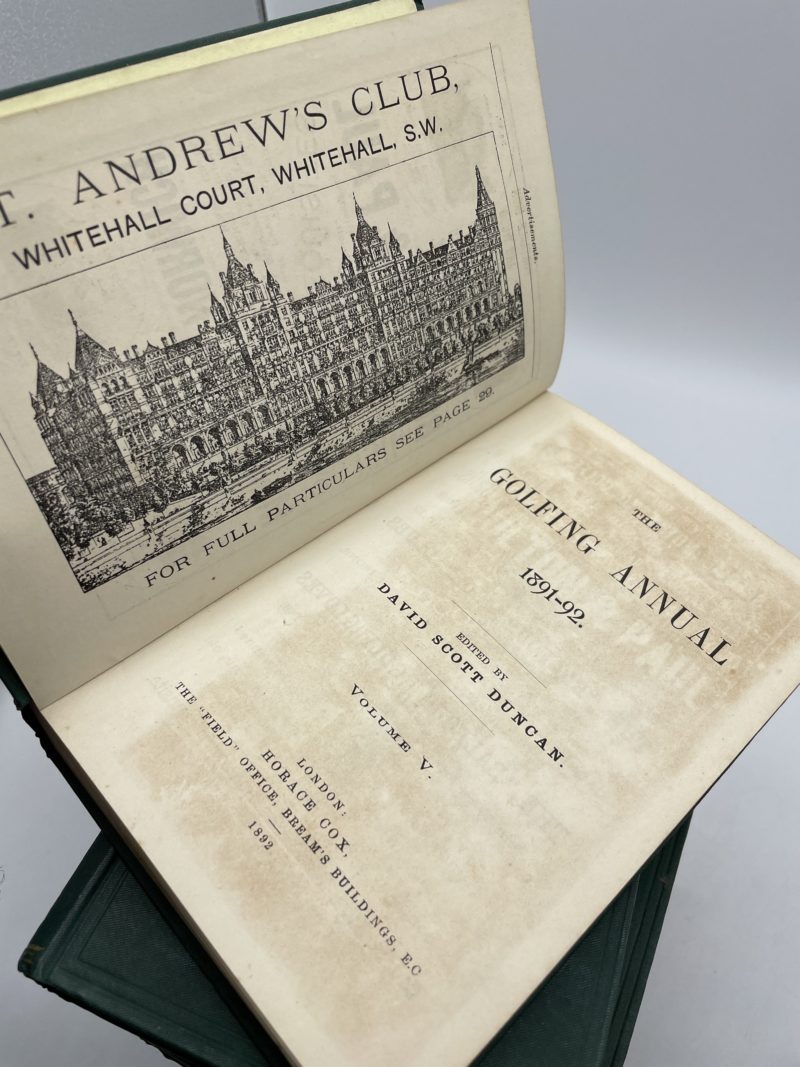 T. ANDREW'S CLUB,
WHITEHALL COURT, WHITEHALL, S.W.
Advertisements.
FOR FULL PARTICULARS SEE PAGE 29.
THE
GOLFING ANNUAL
1891-92.
EDITED BY
DAVID SCOTT DUNCAN.
VOLUME V.
LONDON:
HORACE COX,
THE "FIELD" OFFICE, BREAM'S BUILDINGS, E.C
1892